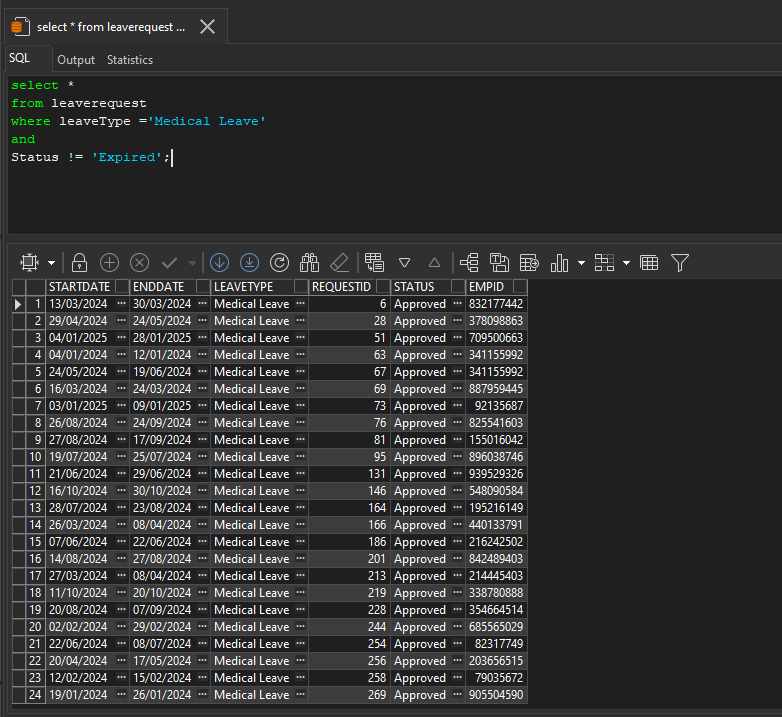 select * from leaverequest ...
SQL Output Statistics
select *
from leaverequest
where leaveType ='Medical Leave'
and
Status != 'Expired';
STARTDATE ENDDATE LEAVETYPE REQUESTID STATUS EMPID
1 13/03/2024 ... 30/03/2024 ... Medical Leave ... 6 Approved ... 832177442
2 29/04/2024 ... 24/05/2024 ... Medical Leave ... 28 Approved ... 378098863
3 04/01/2025 ... 28/01/2025 ... Medical Leave ... 51 Approved ... 709500663
4 04/01/2024 ... 12/01/2024 ... Medical Leave ... 63 Approved ... 341155992
5 24/05/2024 ... 19/06/2024 ... Medical Leave ... 67 Approved ... 341155992
6 16/03/2024 ... 24/03/2024 ... Medical Leave ... 69 Approved ... 887959445
7 03/01/2025 ... 09/01/2025 ... Medical Leave ... 73 Approved ... 92135687
8 26/08/2024 ... 24/09/2024 ... Medical Leave ... 76 Approved ... 825541603
9 27/08/2024 ... 17/09/2024 ... Medical Leave ... 81 Approved ... 155016042
10 19/07/2024 ... 25/07/2024 ... Medical Leave ... 95 Approved ... 896038746
11 21/06/2024 ... 29/06/2024 ... Medical Leave ... 131 Approved ... 939529326
12 16/10/2024 ... 30/10/2024 ... Medical Leave ... 146 Approved ... 548090584
13 28/07/2024 ... 23/08/2024 ... Medical Leave ... 164 Approved ... 195216149
14 26/03/2024 ... 08/04/2024 ... Medical Leave ... 166 Approved ... 440133791
15 07/06/2024 ... 22/06/2024 ... Medical Leave ... 186 Approved ... 216242502
16 14/08/2024 ... 27/08/2024 ... Medical Leave ... 201 Approved ... 842489403
17 27/03/2024 ... 08/04/2024 ... Medical Leave ... 213 Approved ... 214445403
18 11/10/2024 ... 20/10/2024 ... Medical Leave ... 219 Approved ... 338780888
19 20/08/2024 ... 07/09/2024 ... Medical Leave ... 228 Approved ... 354664514
20 02/02/2024 ... 29/02/2024 ... Medical Leave ... 244 Approved ... 685565029
21 22/06/2024 ... 08/07/2024 ... Medical Leave ... 254 Approved ... 82317749
22 20/04/2024 ... 17/05/2024 ... Medical Leave ... 256 Approved ... 203656515
23 12/02/2024 ... 15/02/2024 ... Medical Leave ... 258 Approved ... 79035672
24 19/01/2024 ... 26/01/2024 ... Medical Leave ... 269 Approved ... 905504590